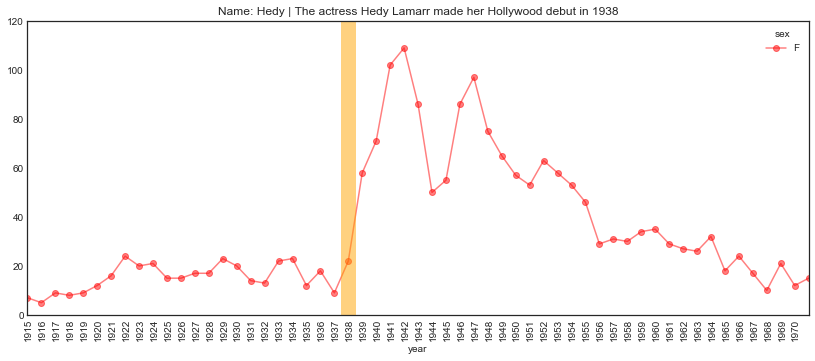 Name: Hedy | The actress Hedy Lamarr made her Hollywood debut in 1938
120
100
80
60
40
20
0
sex
F
1915 1916 1917 1918 1919 1920 1921 1922 1923 1924 1925 1926 1927 1928 1929 1930 1931 1932 1933 1934 1935 1936 1937 1938 1939 1940 1941 1942 1943 1944 1945 1946 1947 1948 1949 1950 1951 1952 1953 1954 1955 1956 1957 1958 1959 1960 1961 1962 1963 1964 1965 1966 1967 1968 1969 1970
year